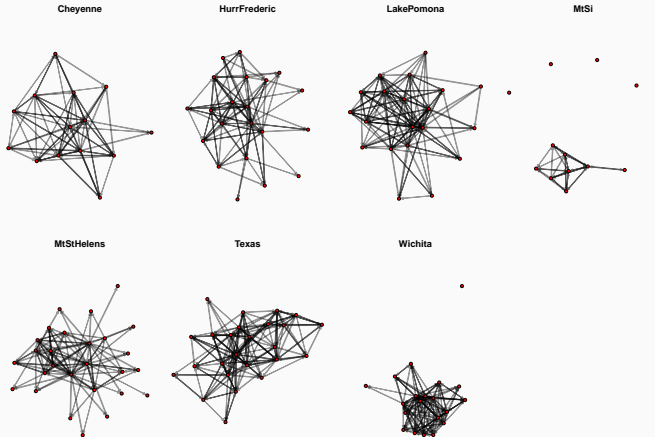 Cheyenne
HurrFrederic
LakePomona
MtSi
MtStHelens
Texas
Wichita